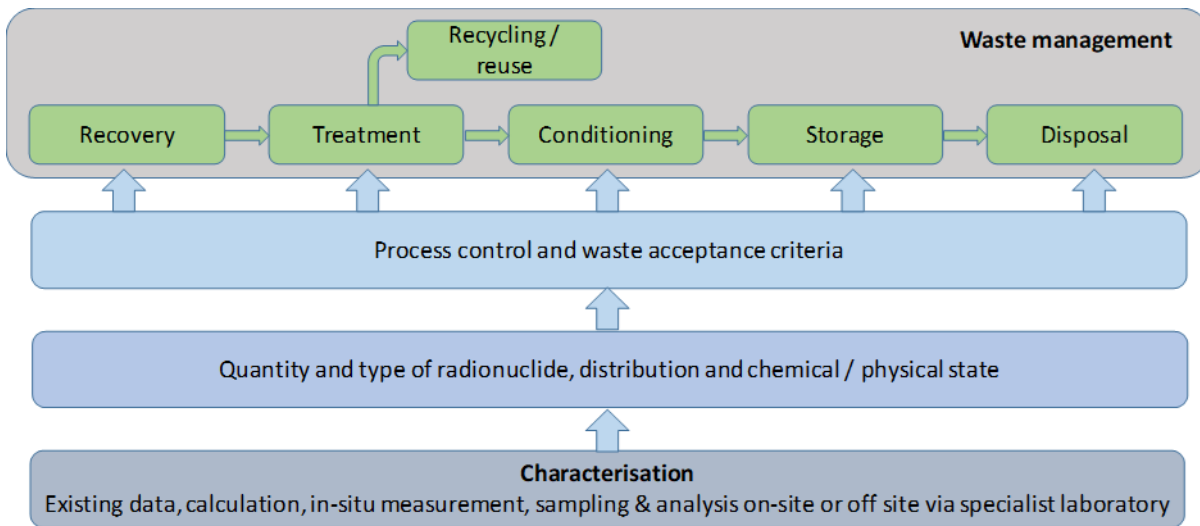 Recycling /
reuse
Waste management
Recovery
Treatment
Conditioning
Storage
Disposal
Process control and waste acceptance criteria
Quantity and type of radionuclide, distribution and chemical / physical state
Characterisation
Existing data, calculation, in-situ measurement, sampling & analysis on-site or off site via specialist laboratory